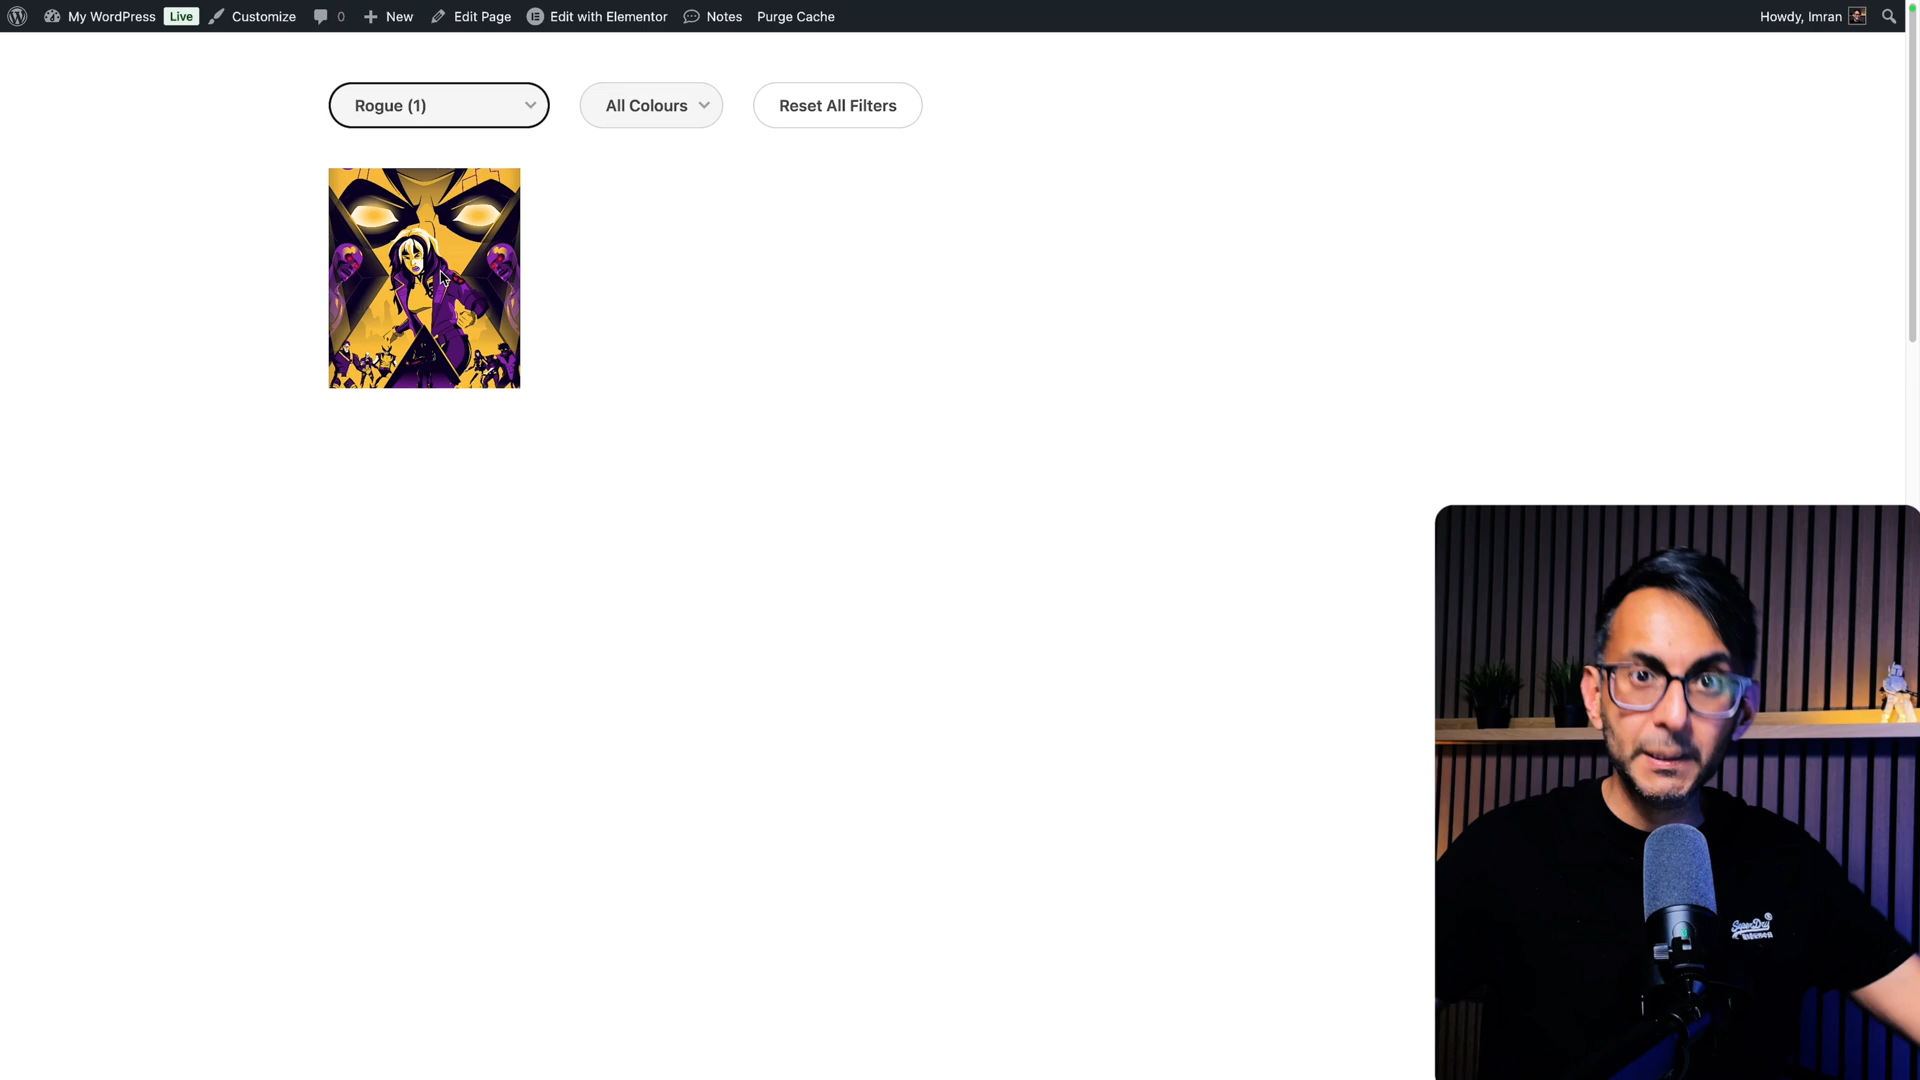 My WordPress Live Customize 0 New Edit Page Edit with Elementor Notes Purge Cache Howdy, Imran
Rogue (1) All Colours Reset All Filters
SuperDry